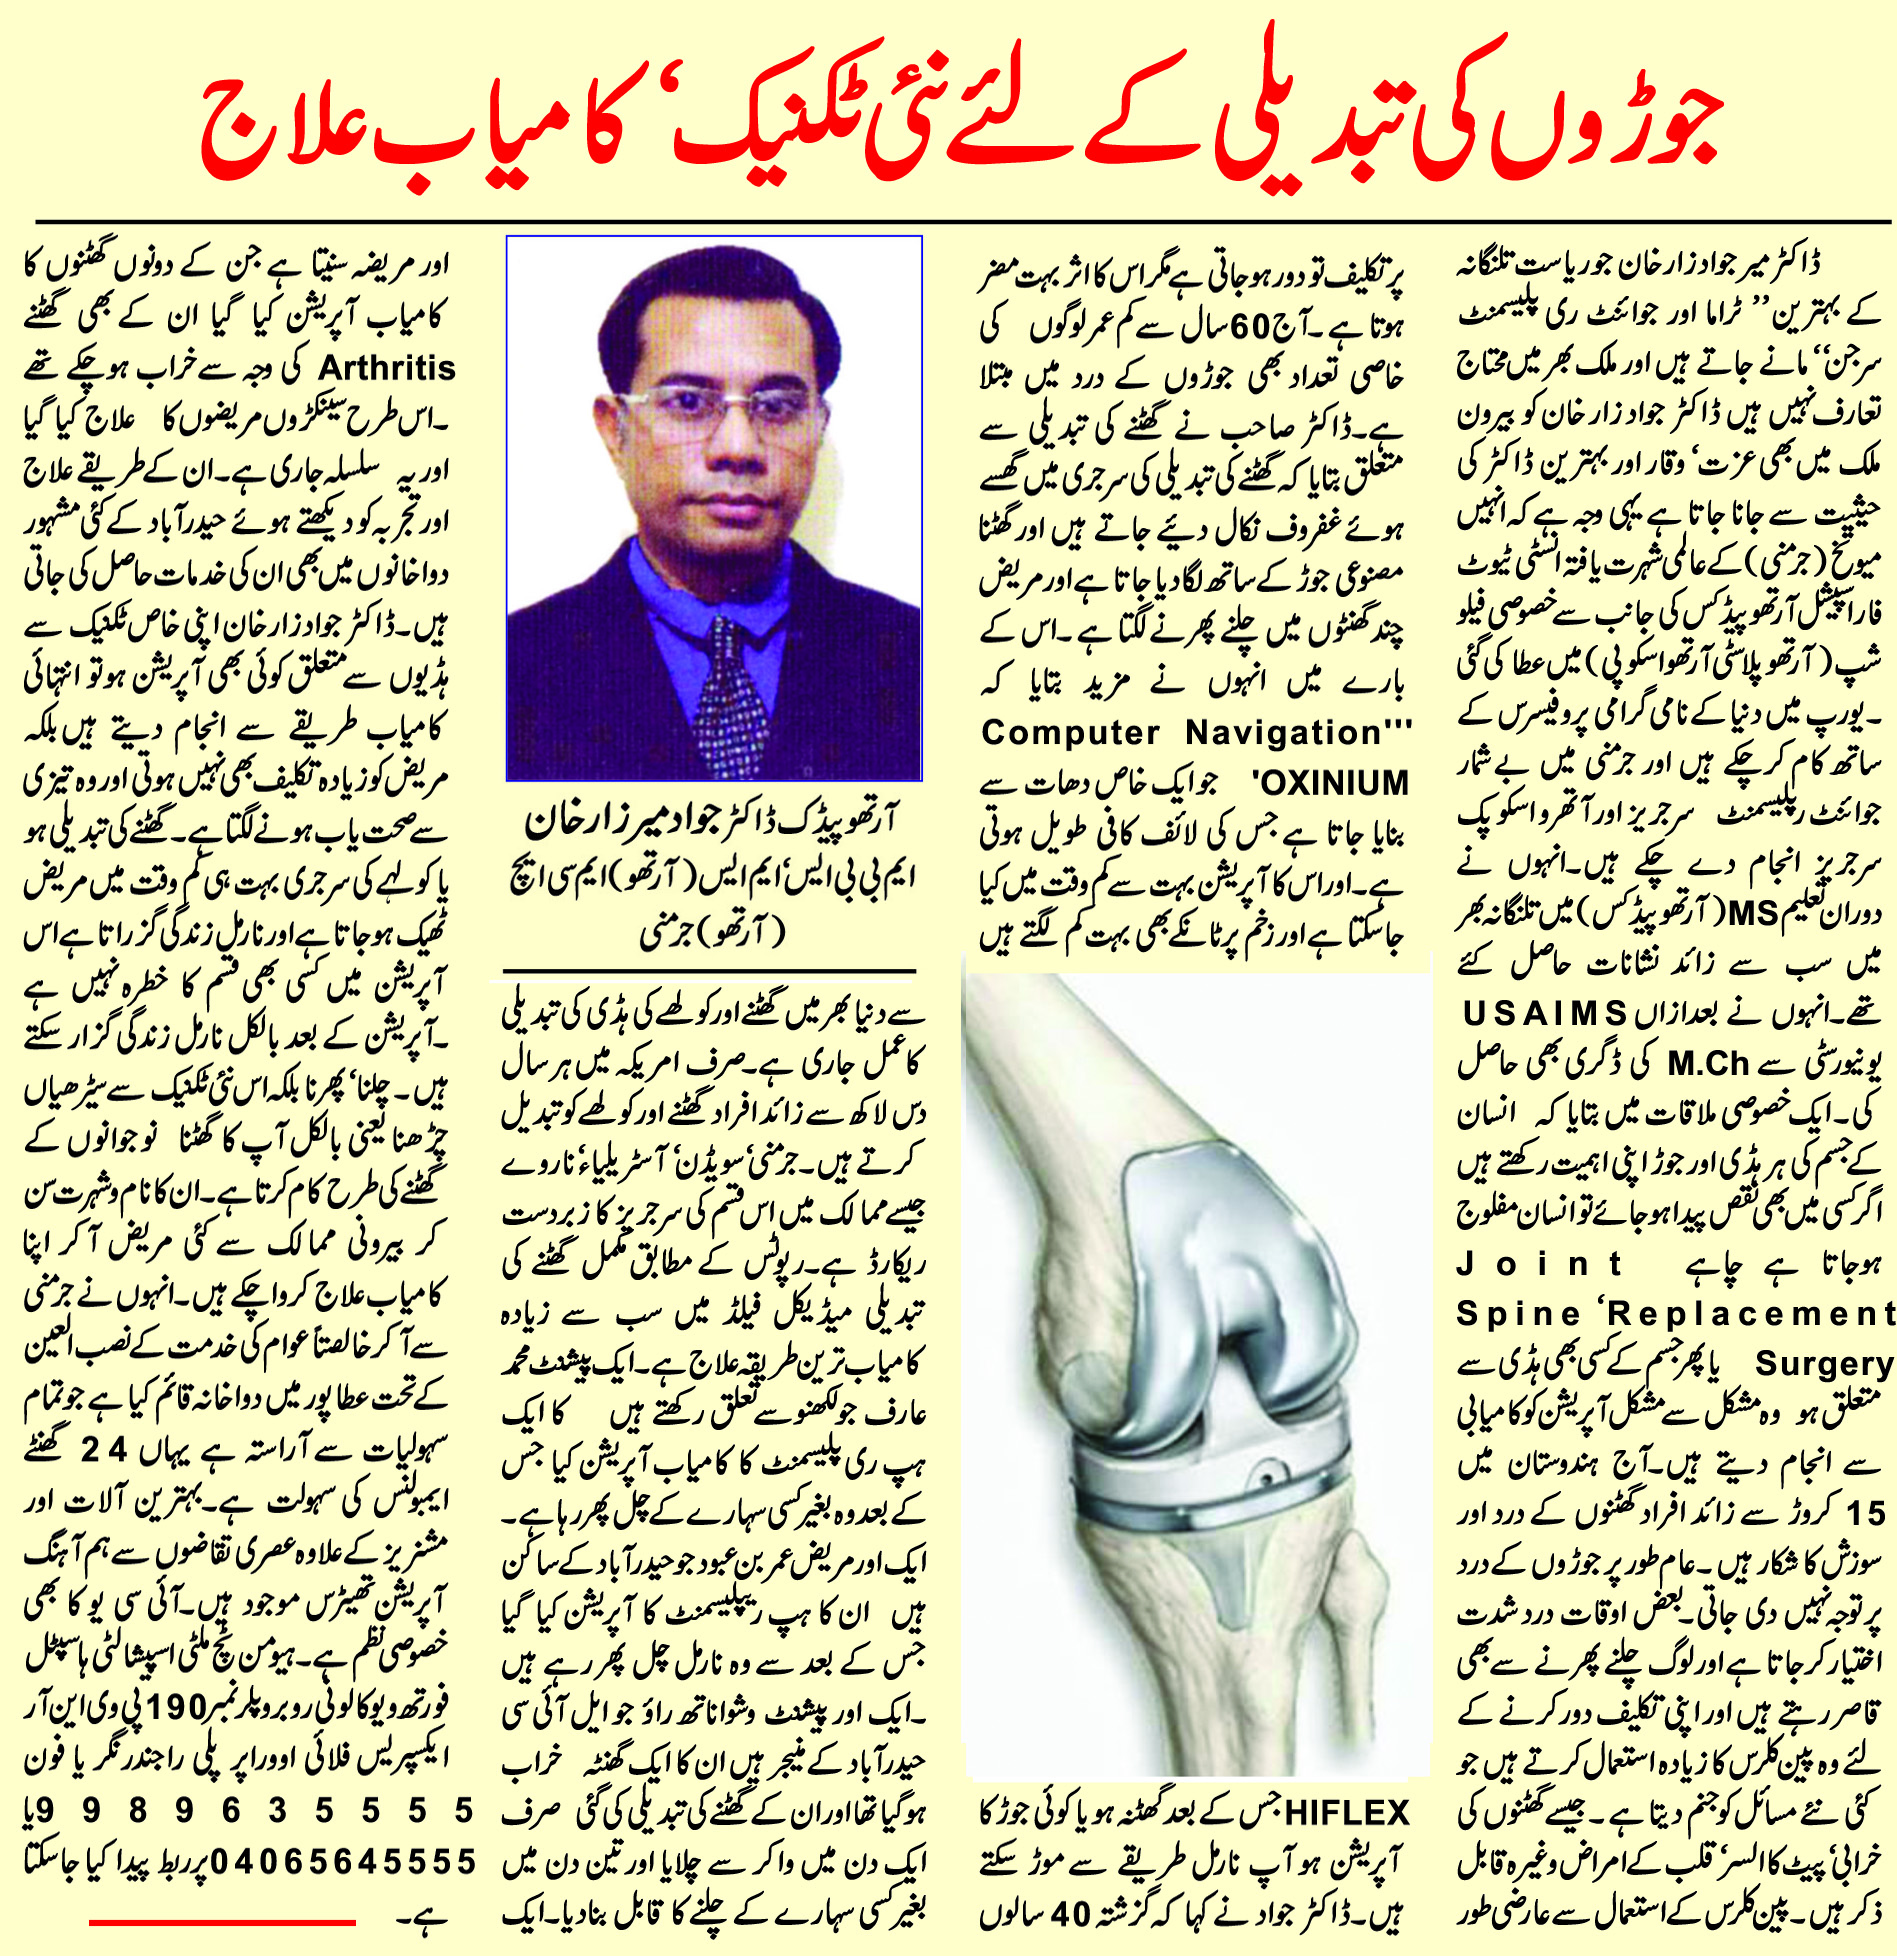 جوڑوں کی تبدیلی کے لئے نئی ٹکنیک‘ کامیاب علاج
ڈاکٹر میر جواد زار خان جو ریاست تلنگانہ
کے بہترین ’’ ٹراما اور جوائنٹ ری پلیسمنٹ
سرجن‘‘ مانے جاتے ہیں اور ملک بھر میں محتاج
تعارف نہیں ہیں ڈاکٹر جواد زار خان کو بیرون
ملک میں بھی عزت‘ وقار اور بہترین ڈاکٹر کی
حیثیت سے جانا جاتا ہے یہی وجہ ہے کہ انہیں
میونخ (جرمنی) کے عالمی شہرت یافتہ انسٹی ٹیوٹ
فار اسپیشل آرتھوپیڈکس کی جانب سے خصوصی فیلو
شپ (آرتھوپلاسٹی آرتھواسکوپی) میں عطا کی گئی
۔یورپ میں دنیا کے نامی گرامی پروفیسرس کے
ساتھ کام کرچکے ہیں اور جرمنی میں بے شمار
جوائنٹ رپلیسمنٹ سرجریز اور آتھرواسکوپک
سرجریز انجام دے چکے ہیں۔انہوں نے
دوران تعلیم MS (آرتھوپیڈکس) میں تلنگانہ بھر
میں سب سے زائد نشانات حاصل کئے
تھے۔انہوں نے بعدازاں USAIMS
یونیورسٹی سے M.Ch کی ڈگری بھی حاصل
کی۔ایک خصوصی ملاقات میں بتایا کہ انسان
کے جسم کی ہر ہڈی اور جوڑ اپنی اہمیت رکھتے ہیں
اگر کسی میں بھی نقص پیدا ہوجائے تو انسان مفلوج
ہوجاتا ہے چاہے Joint
Spine ‘Replacement
Surgery یا پھر جسم کے کسی بھی ہڈی سے
متعلق ہو وہ مشکل سے مشکل آپریشن کو کامیابی
سے انجام دیتے ہیں۔آج ہندوستان میں
15 کروڑ سے زائد افراد گھٹنوں کے درد اور
سوزش کا شکار ہیں۔عام طور پر جوڑوں کے درد
پر توجہ نہیں دی جاتی۔بعض اوقات درد شدت
اختیار کرجاتا ہے اور لوگ چلنے پھرنے سے بھی
قاصر رہتے ہیں اور اپنی تکلیف دور کرنے کے
لئے وہ پین کلرس کا زیادہ استعمال کرتے ہیں جو
کئی نئے مسائل کو جنم دیتا ہے۔جیسے گھٹنوں کی
خرابی‘ پیٹ کا السر‘ قلب کے امراض وغیرہ قابل
ذکر ہیں۔پین کلرس کے استعمال سے عارضی طور
پر تکلیف تو دور ہوجاتی ہے مگر اس کا اثر بہت مضر
ہوتا ہے۔آج 60 سال سے کم عمر لوگوں کی
خاصی تعداد بھی جوڑوں کے درد میں مبتلا
ہے۔ڈاکٹر صاحب نے گھٹنے کی تبدیلی سے
متعلق بتایا کہ گھٹنے کی تبدیلی کی سرجری میں گھسے
ہوئے غفروف نکال دیئے جاتے ہیں اور گھٹنا
مصنوعی جوڑ کے ساتھ لگادیا جاتا ہے اور مریض
چند گھنٹوں میں چلنے پھرنے لگتا ہے۔اس کے
بارے میں انہوں نے مزید بتایا کہ
Computer Navigation'''
'OXINIUM جو ایک خاص دھات سے
بنایا جاتا ہے جس کی لائف کافی طویل ہوتی
ہے۔اور اس کا آپریشن بہت سے کم وقت میں کیا
جاسکتا ہے اور زخم پر ٹانکے بھی بہت کم لگتے ہیں
HIFLEX جس کے بعد گھٹنہ ہو یا کوئی جوڑ کا
آپریشن ہو آپ نارمل طریقے سے موڑ سکتے
ہیں۔ڈاکٹر جواد نے کہا کہ گزشتہ 40 سالوں
آرتھوپیڈک ڈاکٹر جواد میر زار خان
ایم بی بی ایس‘ ایم ایس (آرتھو) ایم سی ایچ
(آرتھو) جرمنی
سے دنیا بھر میں گھٹنے اور کولھے کی ہڈی کی تبدیلی
کا عمل جاری ہے۔صرف امریکہ میں ہر سال
دس لاکھ سے زائد افراد گھٹنے اور کولھے کو تبدیل
کرتے ہیں۔جرمنی‘ سویڈن‘ آسٹریلیاء‘ ناروے
جیسے ممالک میں اس قسم کی سرجریز کا زبردست
ریکارڈ ہے۔رپوٹس کے مطابق مکمل گھٹنے کی
تبدیلی میڈیکل فیلڈ میں سب سے زیادہ
کامیاب ترین طریقہ علاج ہے۔ایک پیشنٹ محمد
عارف جو لکھنو سے تعلق رکھتے ہیں کا ایک
ہپ ری پلیسمنٹ کا کامیاب آپریشن کیا جس
کے بعد وہ بغیر کسی سہارے کے چل پھر رہا ہے۔
ایک اور مریض عمر بن عبود جو حیدرآباد کے ساکن
ہیں ان کا ہپ ریپلیسمنٹ کا آپریشن کیا گیا
جس کے بعد سے وہ نارمل چل پھر رہے ہیں
۔ایک اور پیشنٹ وشواناتھ راؤ جو ایل آئی سی
حیدرآباد کے منیجر ہیں ان کا ایک گھنٹہ خراب
ہوگیا تھا اور ان کے گھٹنے کی تبدیلی کی گئی صرف
ایک دن میں واکر سے چلایا اور تین دن میں
بغیر کسی سہارے کے چلنے کا قابل بنادیا۔ایک
اور مریضہ سنیتا ہے جن کے دونوں گھٹنوں کا
کامیاب آپریشن کیا گیا ان کے بھی گھٹنے
Arthritis کی وجہ سے خراب ہوچکے تھے
۔اس طرح سینکڑوں مریضوں کا علاج کیا گیا
اور یہ سلسلہ جاری ہے۔ان کے طریقے علاج
اور تجربہ کو دیکھتے ہوئے حیدرآباد کے کئی مشہور
دواخانوں میں بھی ان کی خدمات حاصل کی جاتی
ہیں۔ڈاکٹر جواد زار خان اپنی خاص ٹکنیک سے
ہڈیوں سے متعلق کوئی بھی آپریشن ہو تو انتہائی
کامیاب طریقے سے انجام دیتے ہیں بلکہ
مریض کو زیادہ تکلیف بھی نہیں ہوتی اور وہ تیزی
سے صحت یاب ہونے لگتا ہے۔گھٹنے کی تبدیلی ہو
یا کولہے کی سرجری بہت ہی کم وقت میں مریض
ٹھیک ہوجاتا ہے اور نارمل زندگی گزراتا ہے اس
آپریشن میں کسی بھی قسم کا خطرہ نہیں ہے
۔آپریشن کے بعد بالکل نارمل زندگی گزار سکتے
ہیں۔چلنا‘ پھرنا بلکہ اس نئی ٹکنیک سے سیڑھیاں
چڑھنا یعنی بالکل آپ کا گھٹنا نوجوانوں کے
گھٹنے کی طرح کام کرتا ہے۔ان کا نام و شہرت سن
کر بیرونی ممالک سے کئی مریض آکر اپنا
کامیاب علاج کرواچکے ہیں۔انہوں نے جرمنی
سے آکر خالصتاً عوام کی خدمت کے نصب العین
کے تحت عطاپور میں دواخانہ قائم کیا ہے جو تمام
سہولیات سے آراستہ ہے یہاں 24 گھنٹے
ایمبولنس کی سہولت ہے۔بہترین آلات اور
مشنریز کے علاوہ عصری تقاضوں سے ہم آہنگ
آپریشن تھیٹرس موجود ہیں۔آئی سی یو کا بھی
خصوصی نظم ہے۔ہیومن ٹچ ملٹی اسپیشالٹی ہاسپٹل
فورتھ ویو کالونی روبرو پلر نمبر 190 پی وی این آر
ایکسپریس فلائی اوور اپر پلی راجندر نگر یا فون
9989635555 یا
04065645555 پر ربط پیدا کیا جاسکتا
ہے۔